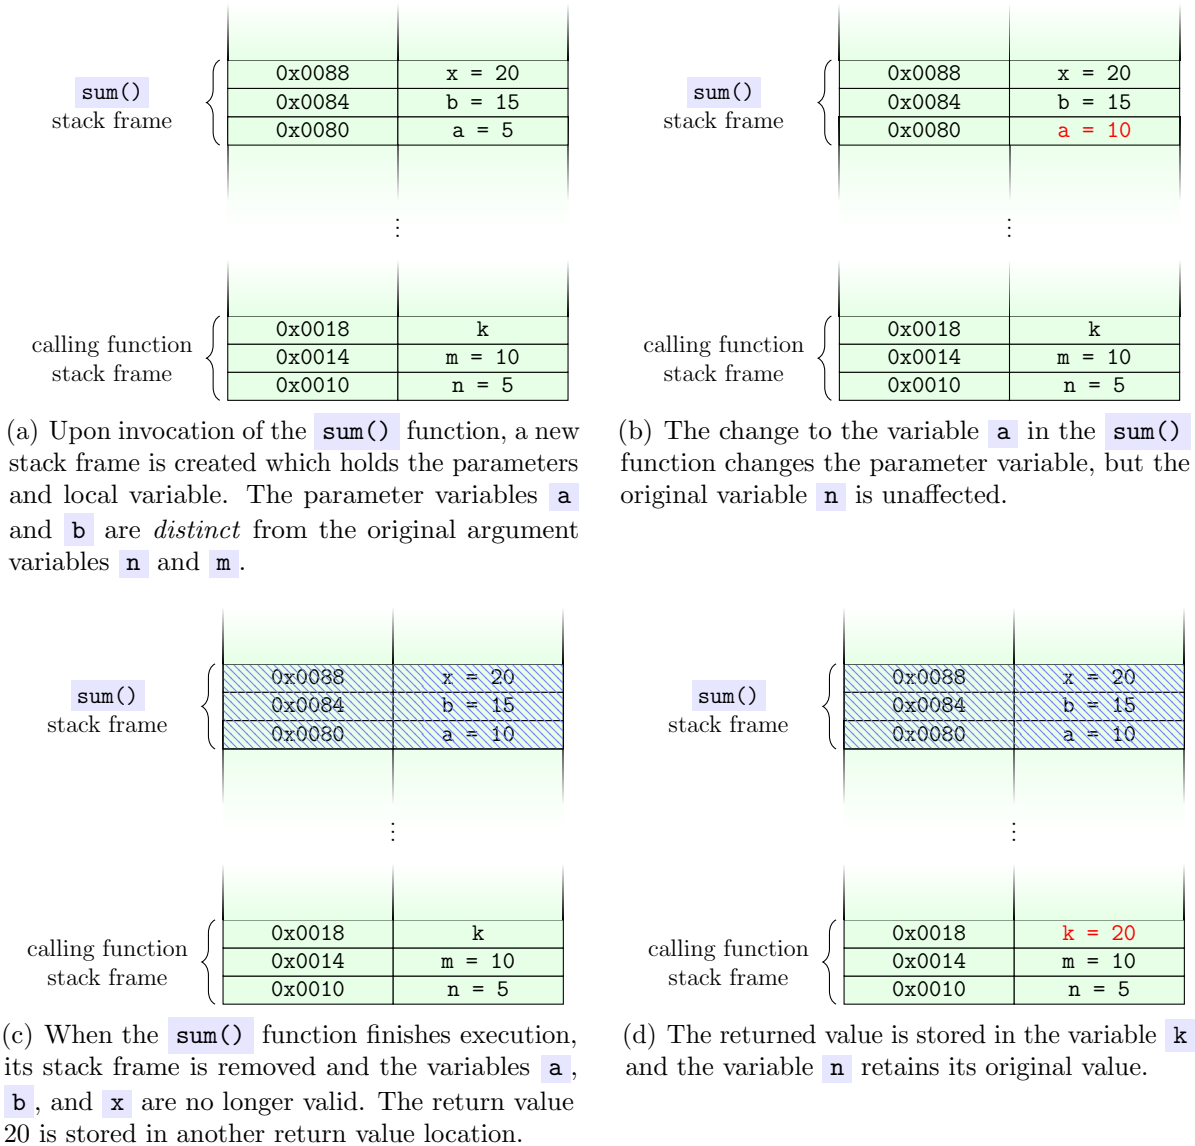 sum()
stack frame
0x0088 x = 20
0x0084 b = 15
0x0080 a = 5
⋮
calling function
stack frame
0x0018 k
0x0014 m = 10
0x0010 n = 5
(a) Upon invocation of the sum() function, a new
stack frame is created which holds the parameters
and local variable. The parameter variables a
and b are distinct from the original argument
variables n and m.
sum()
stack frame
0x0088 x = 20
0x0084 b = 15
0x0080 a = 10
⋮
calling function
stack frame
0x0018 k
0x0014 m = 10
0x0010 n = 5
(b) The change to the variable a in the sum()
function changes the parameter variable, but the
original variable n is unaffected.
sum()
stack frame
0x0088 x = 20
0x0084 b = 15
0x0080 a = 10
⋮
calling function
stack frame
0x0018 k
0x0014 m = 10
0x0010 n = 5
(c) When the sum() function finishes execution,
its stack frame is removed and the variables a,
b, and x are no longer valid. The return value
20 is stored in another return value location.
sum()
stack frame
0x0088 x = 20
0x0084 b = 15
0x0080 a = 10
⋮
calling function
stack frame
0x0018 k = 20
0x0014 m = 10
0x0010 n = 5
(d) The returned value is stored in the variable k
and the variable n retains its original value.